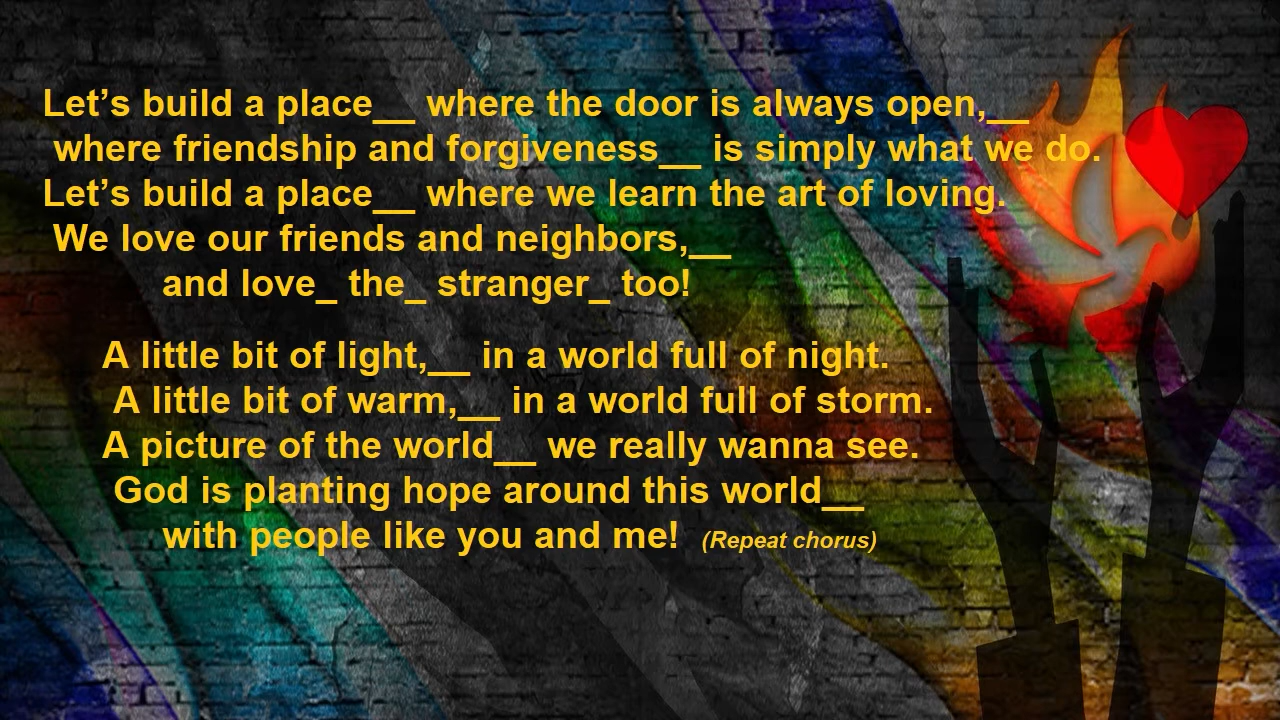 Let’s build a place__ where the door is always open,__
where friendship and forgiveness__ is simply what we do.
Let’s build a place__ where we learn the art of loving.
We love our friends and neighbors,__
and love_ the_ stranger_ too!
A little bit of light,__ in a world full of night.
A little bit of warm,__ in a world full of storm.
A picture of the world__ we really wanna see.
God is planting hope around this world__
with people like you and me! (Repeat chorus)